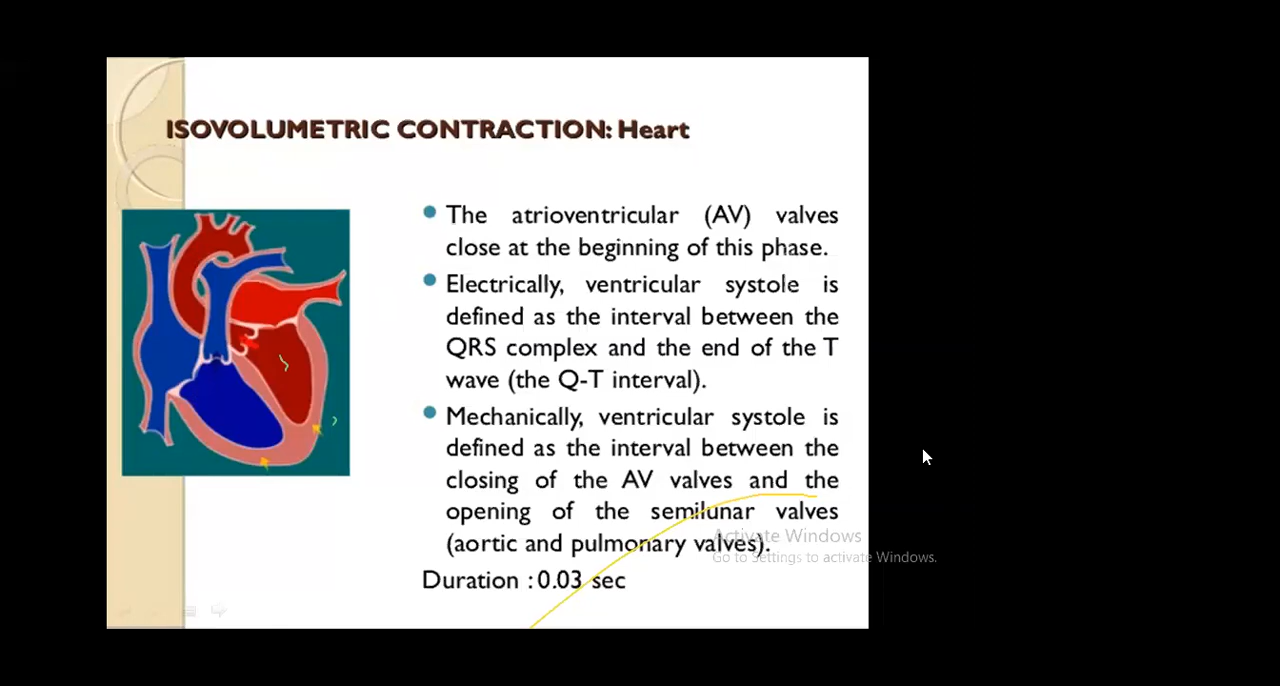 ISOVOLUMETRIC CONTRACTION: Heart
The atrioventricular (AV) valves
close at the beginning of this phase.
Electrically, ventricular systole is
defined as the interval between the
QRS complex and the end of the T
wave (the Q-T interval).
Mechanically, ventricular systole is
defined as the interval between the
closing of the AV valves and the
opening of the semilunar valves
(aortic and pulmonary valves).
Duration : 0.03 sec
Activate Windows
Go to Settings to activate Windows.